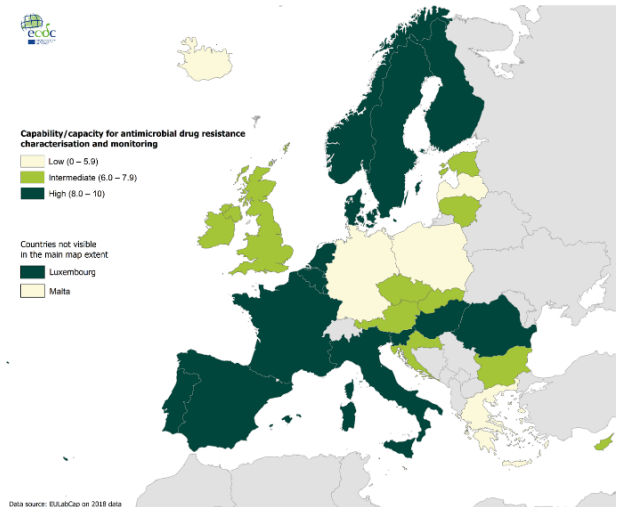 ecdc
Capability/capacity for antimicrobial drug resistance
characterisation and monitoring
Low (0 – 5.9)
Intermediate (6.0 – 7.9)
High (8.0 – 10)
Countries not visible
in the main map extent
Luxembourg
Malta
Data source: EULabCap on 2018 data